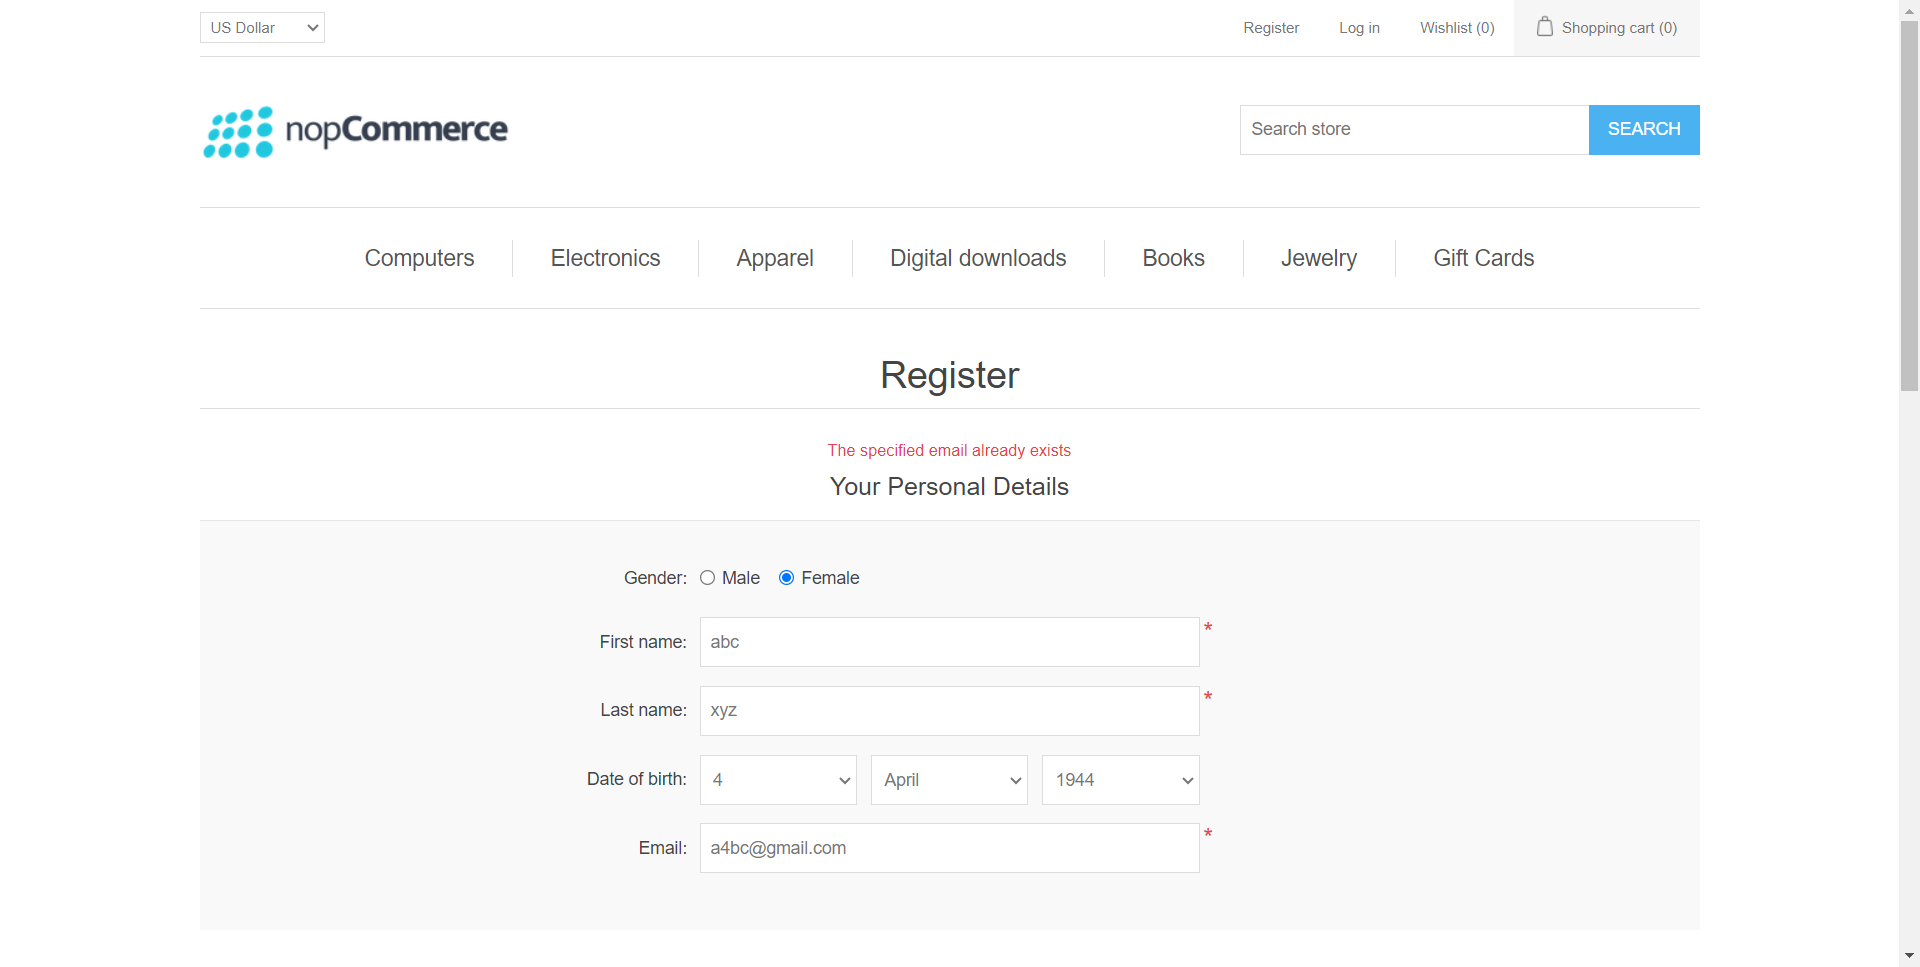 US Dollar Register Log in Wishlist (0) Shopping cart (0)
nopCommerce Search store SEARCH
Computers Electronics Apparel Digital downloads Books Jewelry Gift Cards
Register
The specified email already exists
Your Personal Details
Gender: Male Female
First name: abc *
Last name: xyz *
Date of birth: 4 April 1944
Email: a4bc@gmail.com *